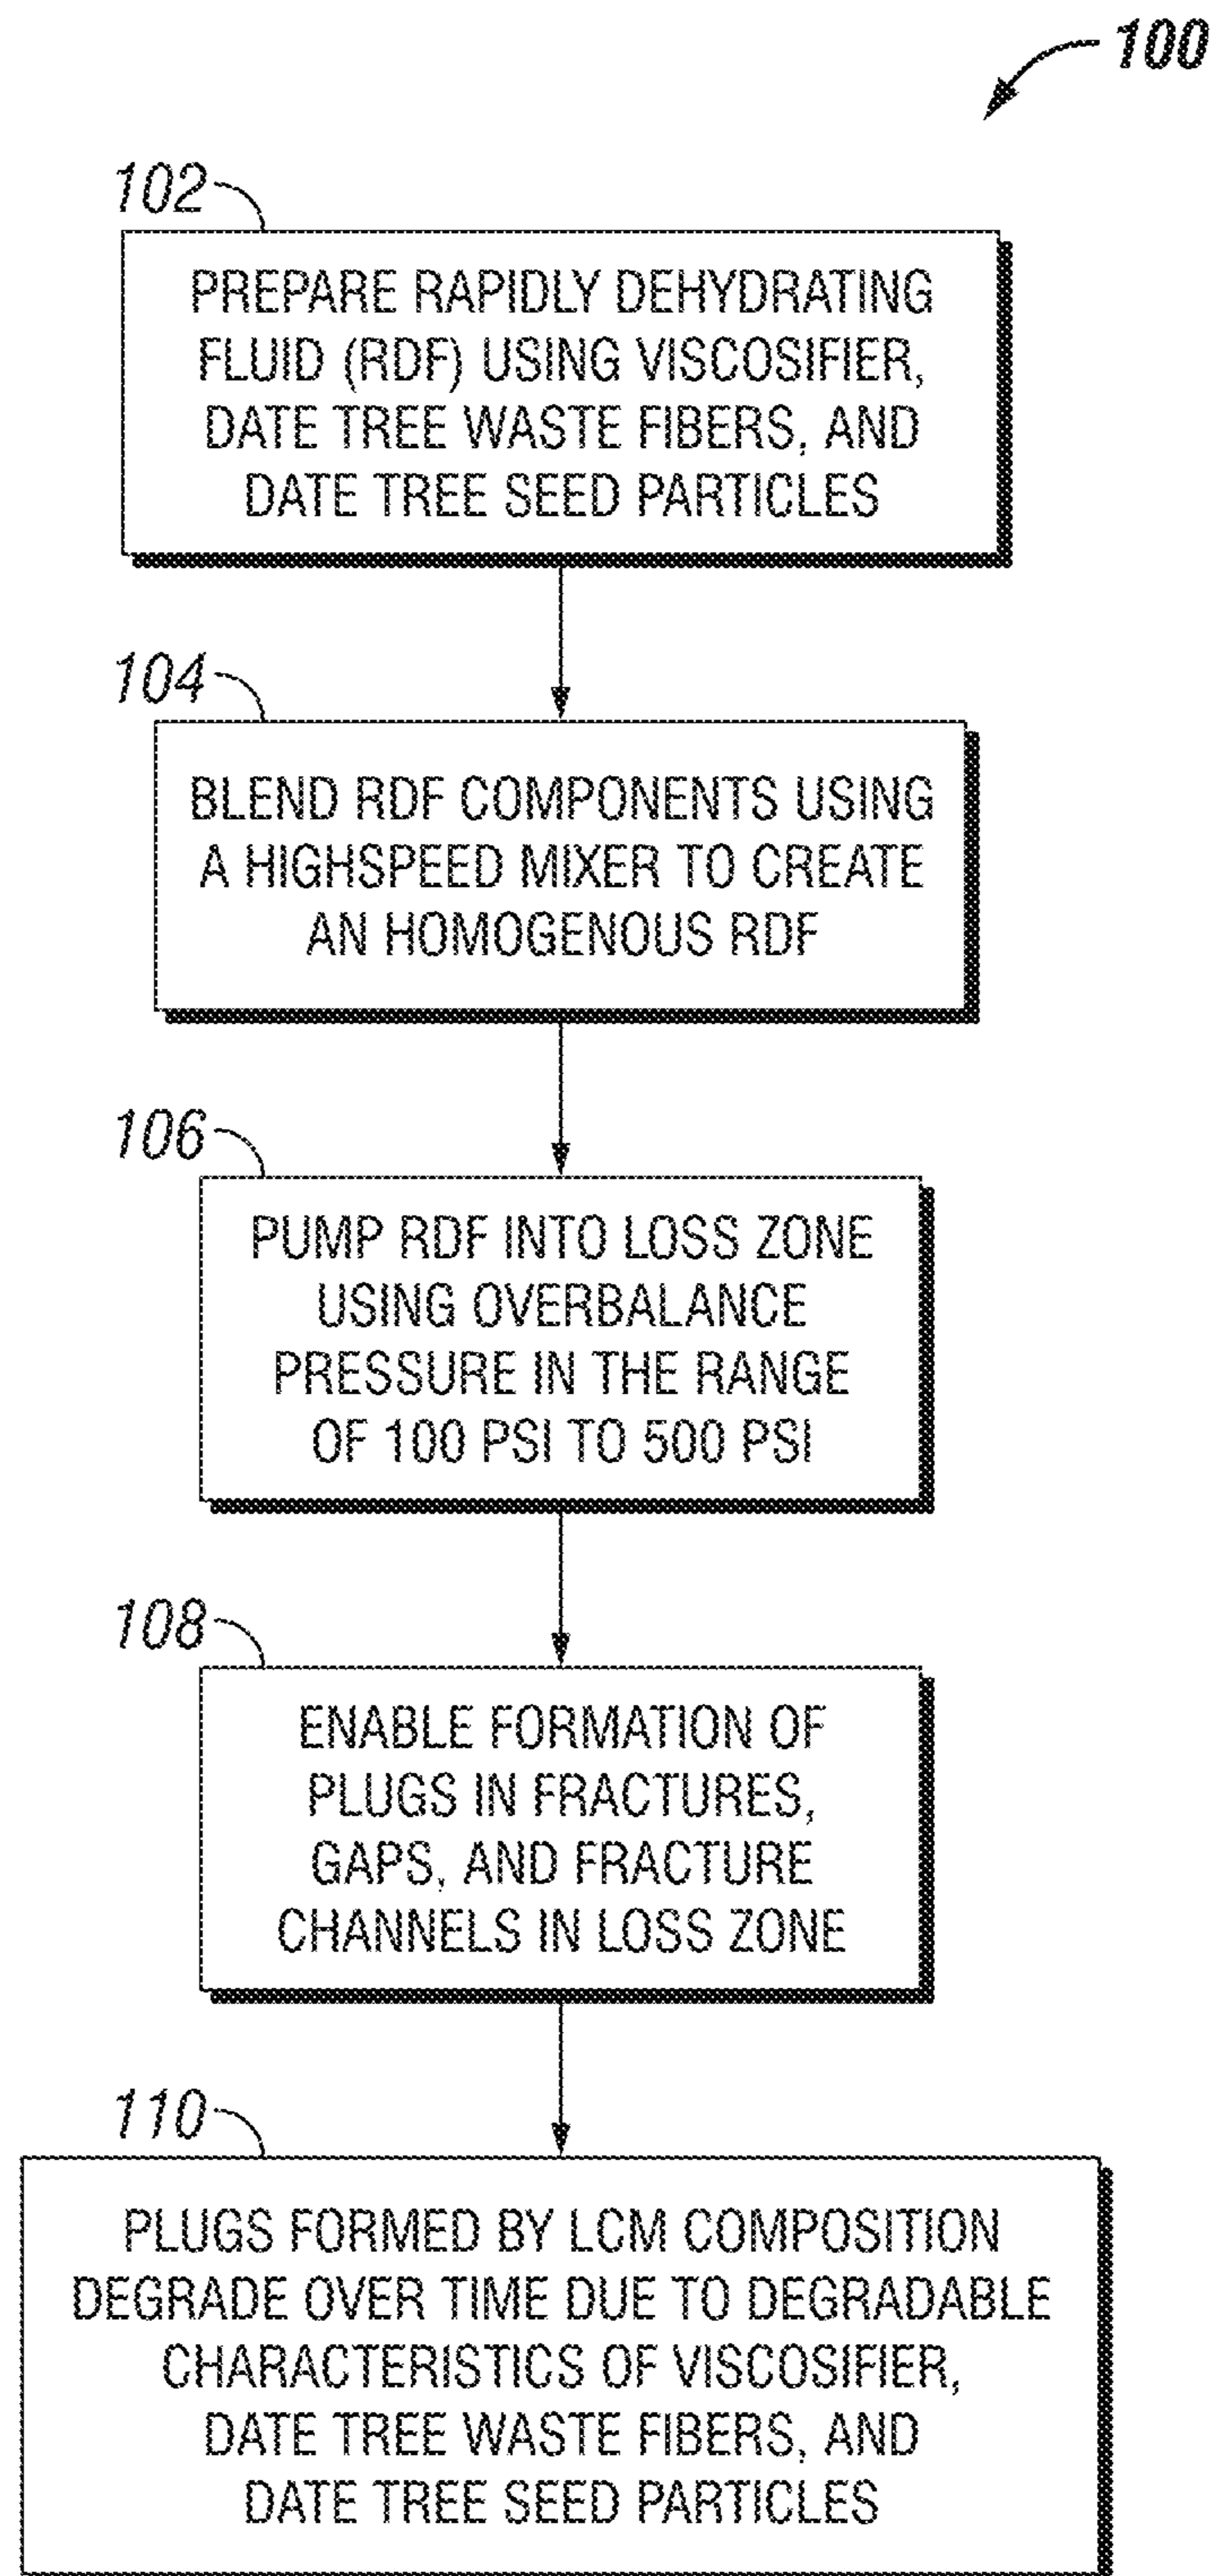 100
102
PREPARE RAPIDLY DEHYDRATING
FLUID (RDF) USING VISCOSIFIER,
DATE TREE WASTE FIBERS, AND
DATE TREE SEED PARTICLES
104
BLEND RDF COMPONENTS USING
A HIGHSPEED MIXER TO CREATE
AN HOMOGENOUS RDF
106
PUMP RDF INTO LOSS ZONE
USING OVERBALANCE
PRESSURE IN THE RANGE
OF 100 PSI TO 500 PSI
108
ENABLE FORMATION OF
PLUGS IN FRACTURES,
GAPS, AND FRACTURE
CHANNELS IN LOSS ZONE
110
PLUGS FORMED BY LCM COMPOSITION
DEGRADE OVER TIME DUE TO DEGRADABLE
CHARACTERISTICS OF VISCOSIFIER,
DATE TREE WASTE FIBERS, AND
DATE TREE SEED PARTICLES